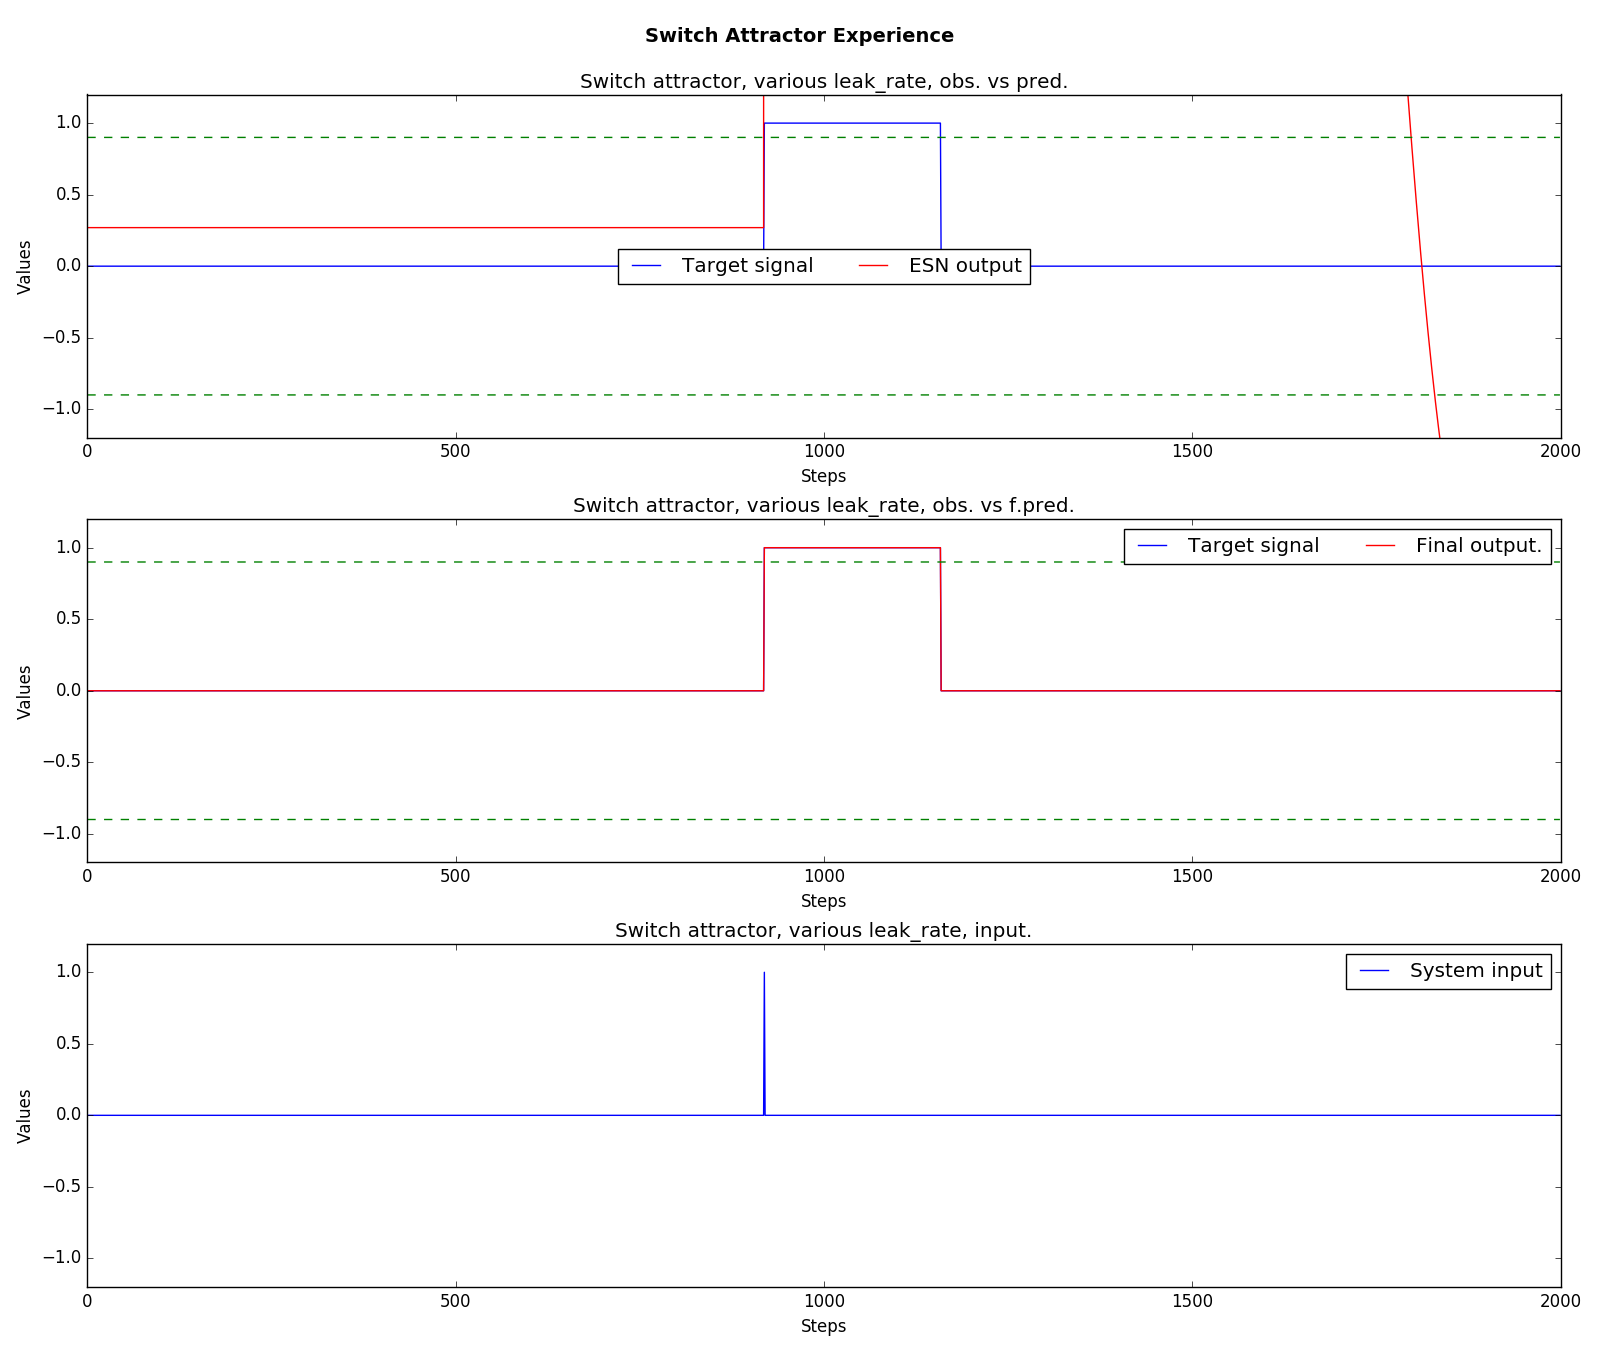 Switch Attractor Experience
Switch attractor, various leak_rate, obs. vs pred.
1.0
0.5
0.0
−0.5
−1.0
Values
Target signal ESN output
0 500 1000 1500 2000
Steps
Switch attractor, various leak_rate, obs. vs f.pred.
1.0
0.5
0.0
−0.5
−1.0
Values
Target signal Final output.
0 500 1000 1500 2000
Steps
Switch attractor, various leak_rate, input.
1.0
0.5
0.0
−0.5
−1.0
Values
System input
0 500 1000 1500 2000
Steps